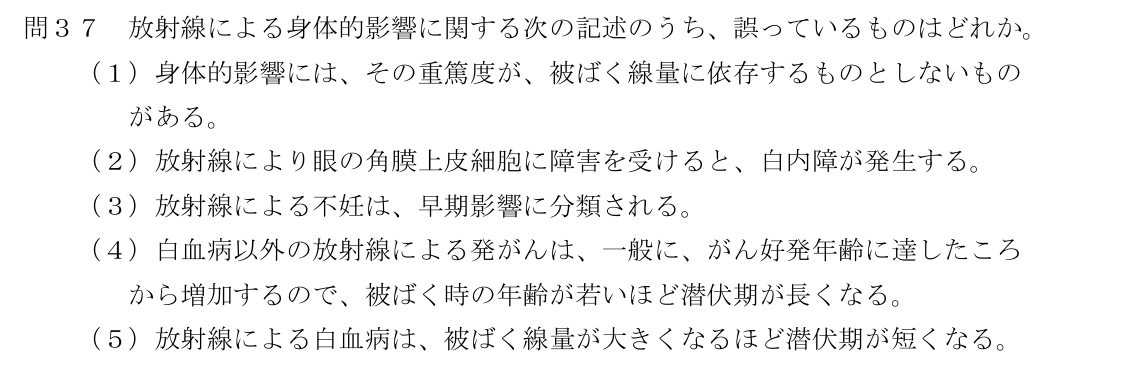 問３７　放射線による身体的影響に関する次の記述のうち、誤っているものはどれか。
（１）身体的影響には、その重篤度が、被ばく線量に依存するものとしないもの
がある。
（２）放射線により眼の角膜上皮細胞に障害を受けると、白内障が発生する。
（３）放射線による不妊は、早期影響に分類される。
（４）白血病以外の放射線による発がんは、一般に、がん好発年齢に達したころ
から増加するので、被ばく時の年齢が若いほど潜伏期が長くなる。
（５）放射線による白血病は、被ばく線量が大きくなるほど潜伏期が短くなる。